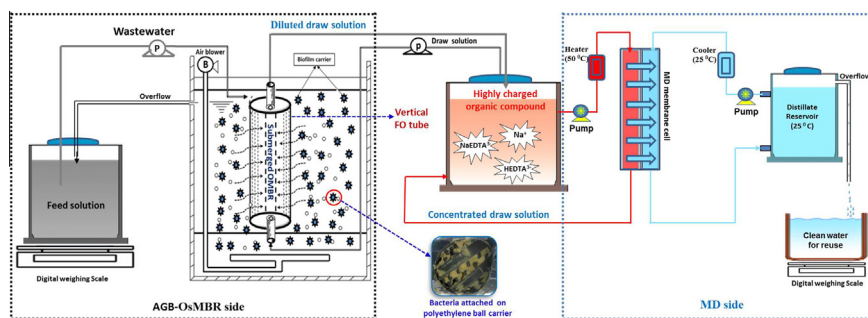 Wastewater
P
Air blower
B
Overflow
Feed solution
Digital weighing Scale
AGB-OsMBR side
Diluted draw solution
Biofilm carrier
Submerged OMBR
Draw solution
p
Vertical
FO tube
Highly charged
organic compound
Na⁺
NaEDTA³⁻
HEDTA³⁻
Concentrated draw solution
Bacteria attached on
polyethylene ball carrier
Heater
(50 ⁰C)
Pump
MD membrane
cell
Cooler
(25 ⁰C)
Pump
Overflow
Distillate
Reservoir
(25 ⁰C)
Clean water
for reuse
Digital weighing Scale
MD side